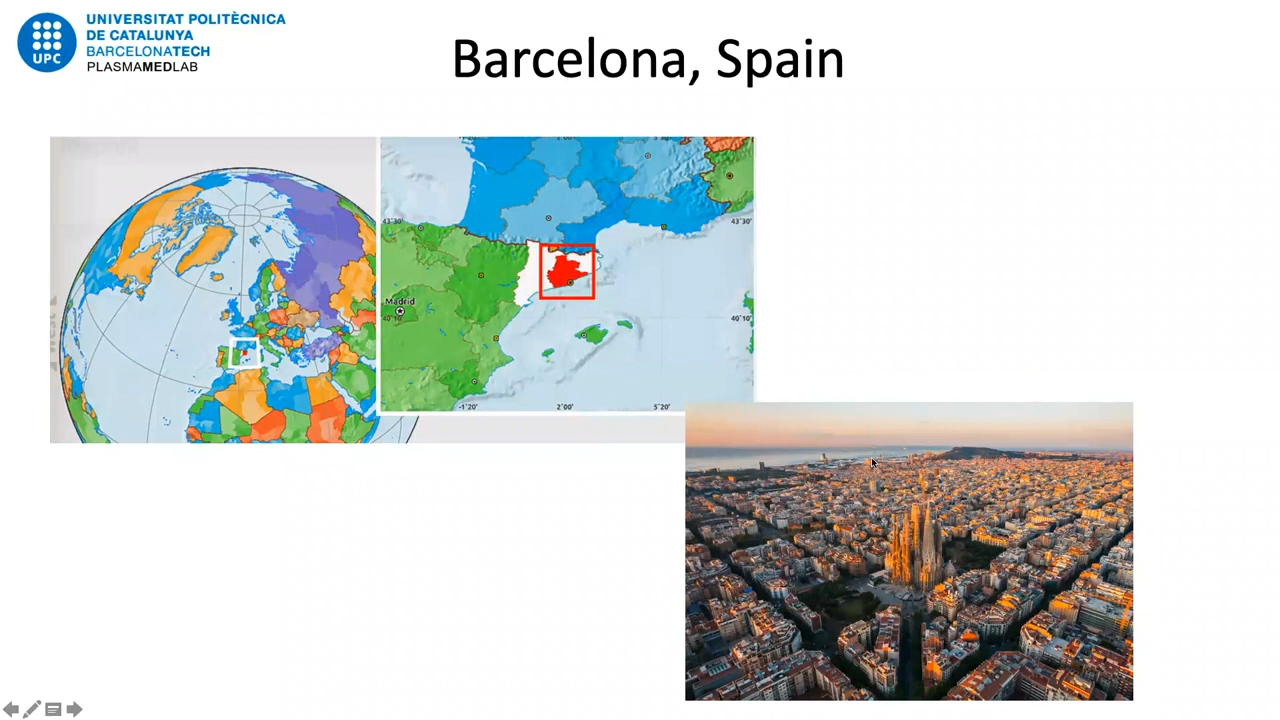 UNIVERSITAT POLITÈCNICA
DE CATALUNYA
BARCELONATECH
PLASMAMEDLAB
UPC
Barcelona, Spain
43˚30'
43˚30'
Madrid
40˚10'
40˚10'
-1˚20'
2˚00'
5˚20'